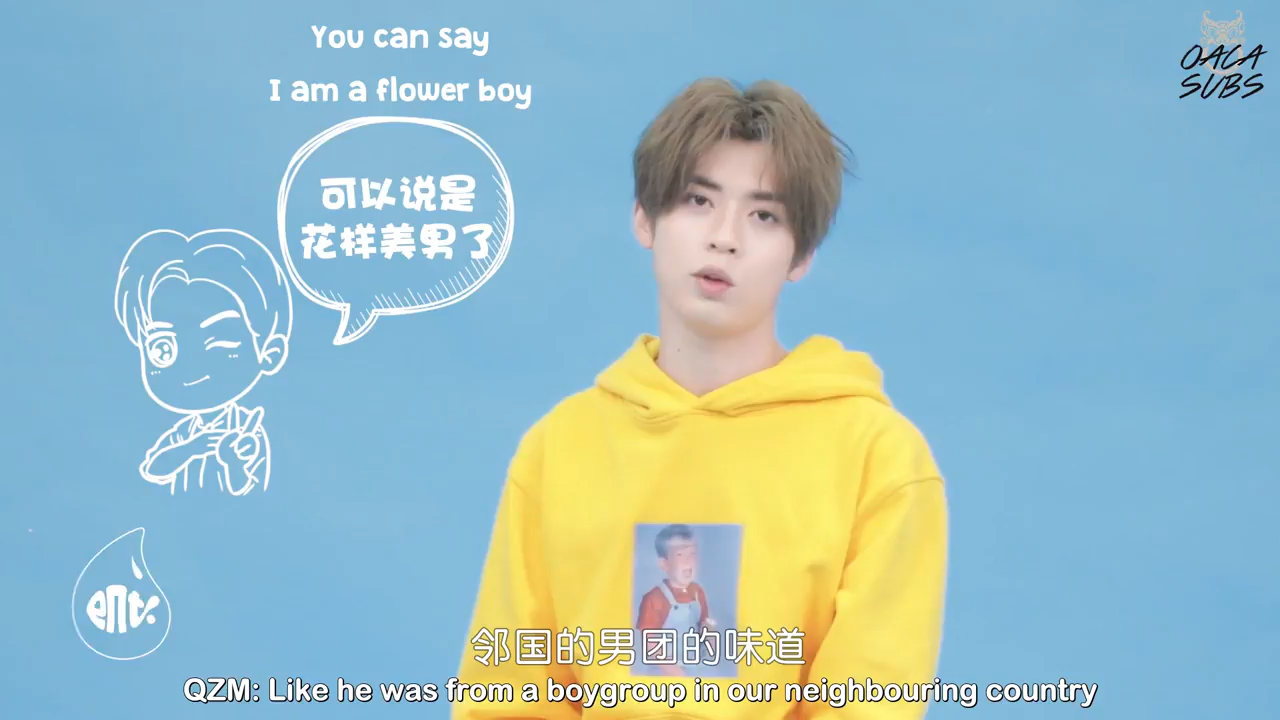 You can say
I am a flower boy
OACA
SUBS
可以说是
花样美男了
ent.
邻国的男团的味道
QZM: Like he was from a boygroup in our neighbouring country